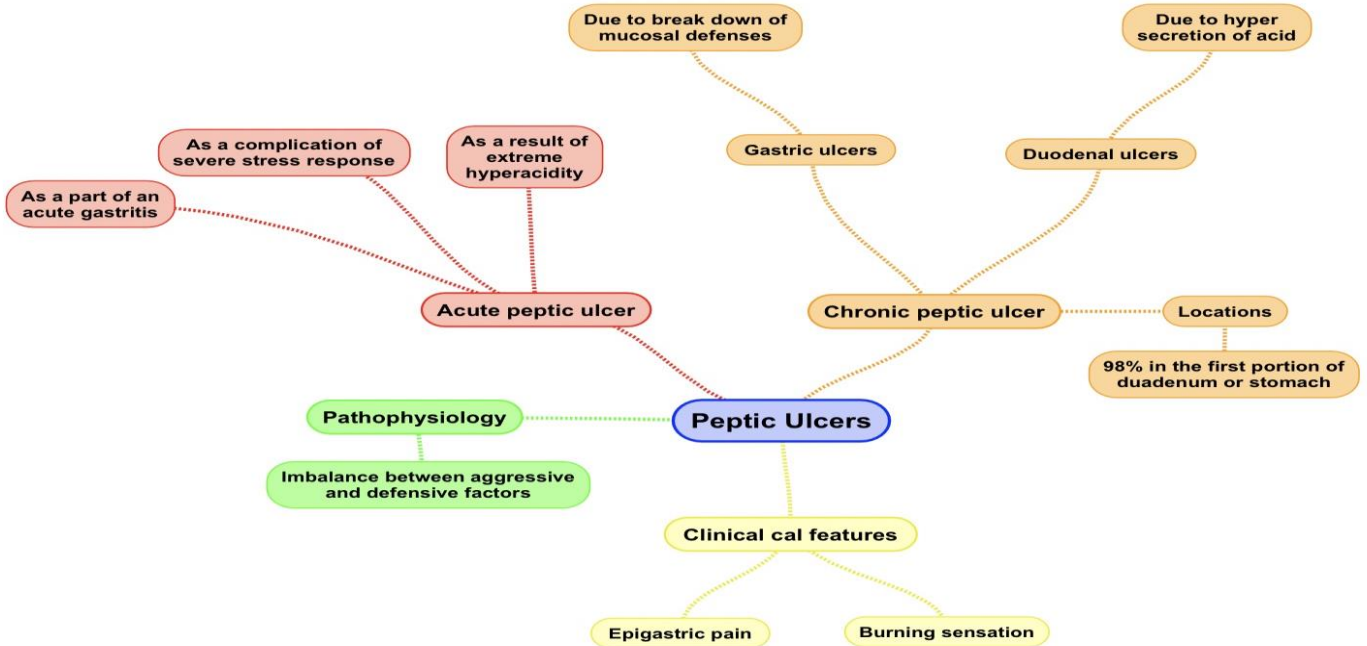 Due to break down of
mucosal defenses
Due to hyper
secretion of acid
As a complication of
severe stress response
As a result of
extreme
hyperacidity
Gastric ulcers
Duodenal ulcers
As a part of an
acute gastritis
Acute peptic ulcer
Chronic peptic ulcer
Locations
98% in the first portion of
duadenum or stomach
Pathophysiology
Peptic Ulcers
Imbalance between aggressive
and defensive factors
Clinical cal features
Epigastric pain
Burning sensation